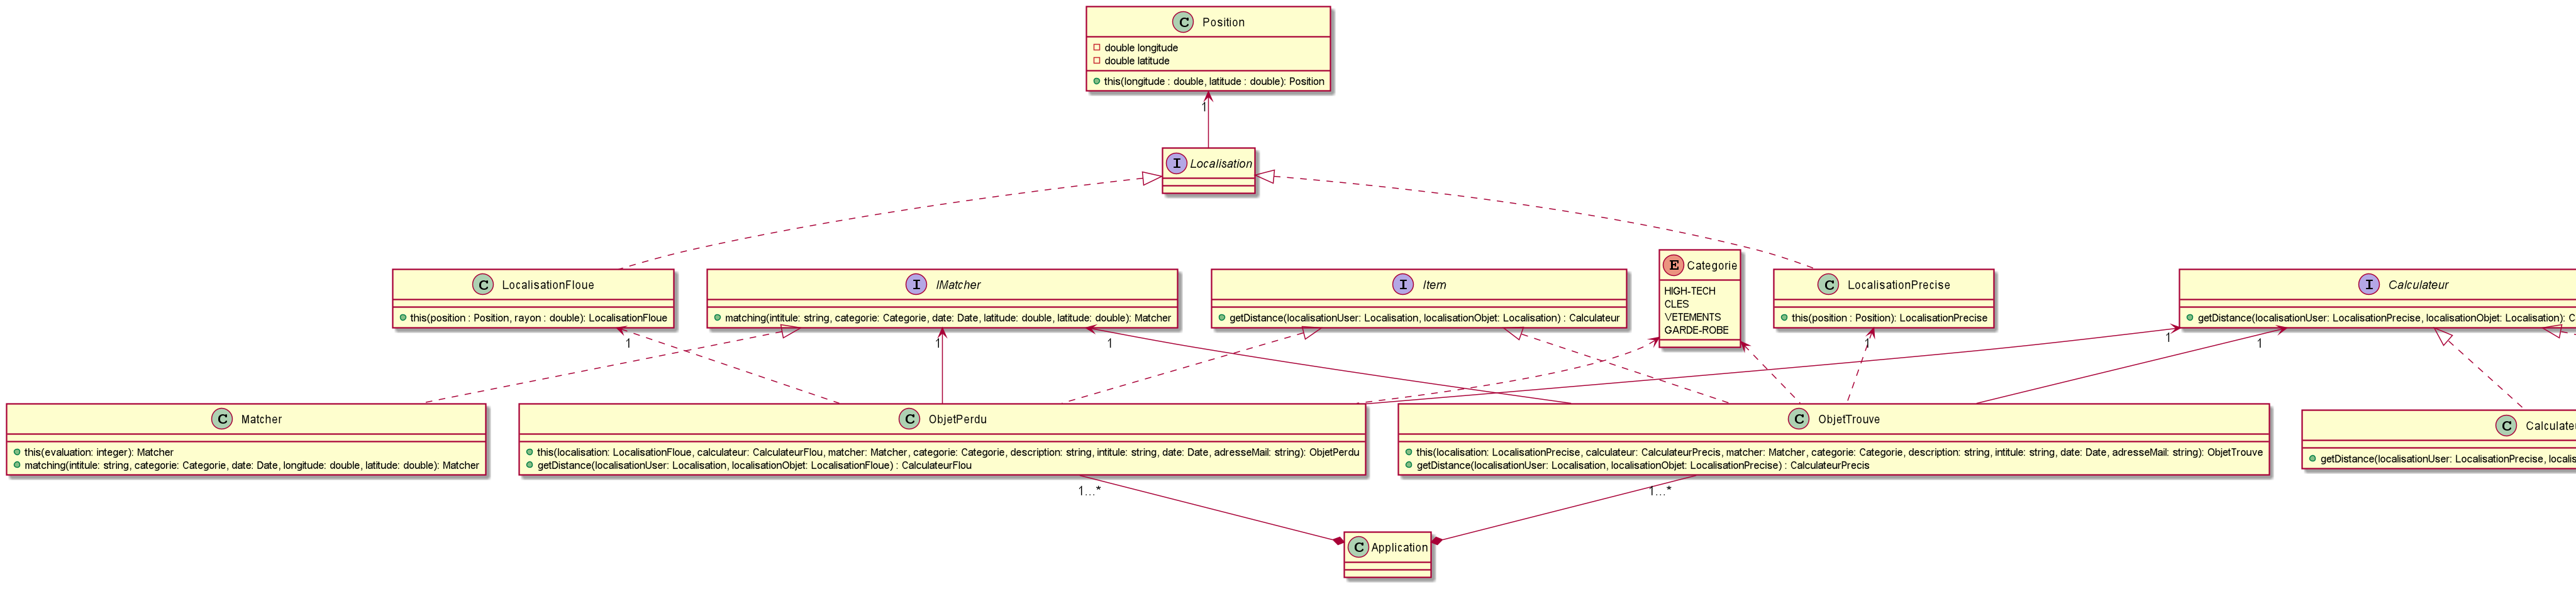 C Position
double longitude
double latitude
this(longitude : double, latitude : double): Position
1
I Localisation
C LocalisationFloue
this(position : Position, rayon : double): LocalisationFloue
I IMatcher
matching(intitule: string, categorie: Categorie, date: Date, latitude: double, latitude: double): Matcher
I Item
getDistance(localisationUser: Localisation, localisationObjet: Localisation) : Calculateur
E Categorie
HIGH-TECH
CLES
VETEMENTS
GARDE-ROBE
C LocalisationPrecise
this(position : Position): LocalisationPrecise
I Calculateur
getDistance(localisationUser: LocalisationPrecise, localisationObjet: Localisation): C
1
1
1
1
1
1
C Matcher
this(evaluation: integer): Matcher
matching(intitule: string, categorie: Categorie, date: Date, longitude: double, latitude: double): Matcher
C ObjetPerdu
this(localisation: LocalisationFloue, calculateur: CalculateurFlou, matcher: Matcher, categorie: Categorie, description: string, intitule: string, date: Date, adresseMail: string): ObjetPerdu
getDistance(localisationUser: Localisation, localisationObjet: LocalisationFloue) : CalculateurFlou
C ObjetTrouve
this(localisation: LocalisationPrecise, calculateur: CalculateurPrecis, matcher: Matcher, categorie: Categorie, description: string, intitule: string, date: Date, adresseMail: string): ObjetTrouve
getDistance(localisationUser: Localisation, localisationObjet: LocalisationPrecise) : CalculateurPrecis
C Calculateu
getDistance(localisationUser: LocalisationPrecise, localis
1...*
1...*
C Application